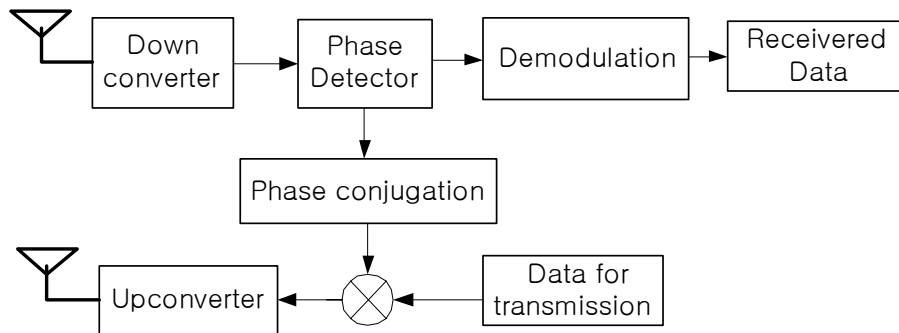 Down
converter
Phase
Detector
Demodulation
Receivered
Data
Phase conjugation
Upconverter
Data for
transmission